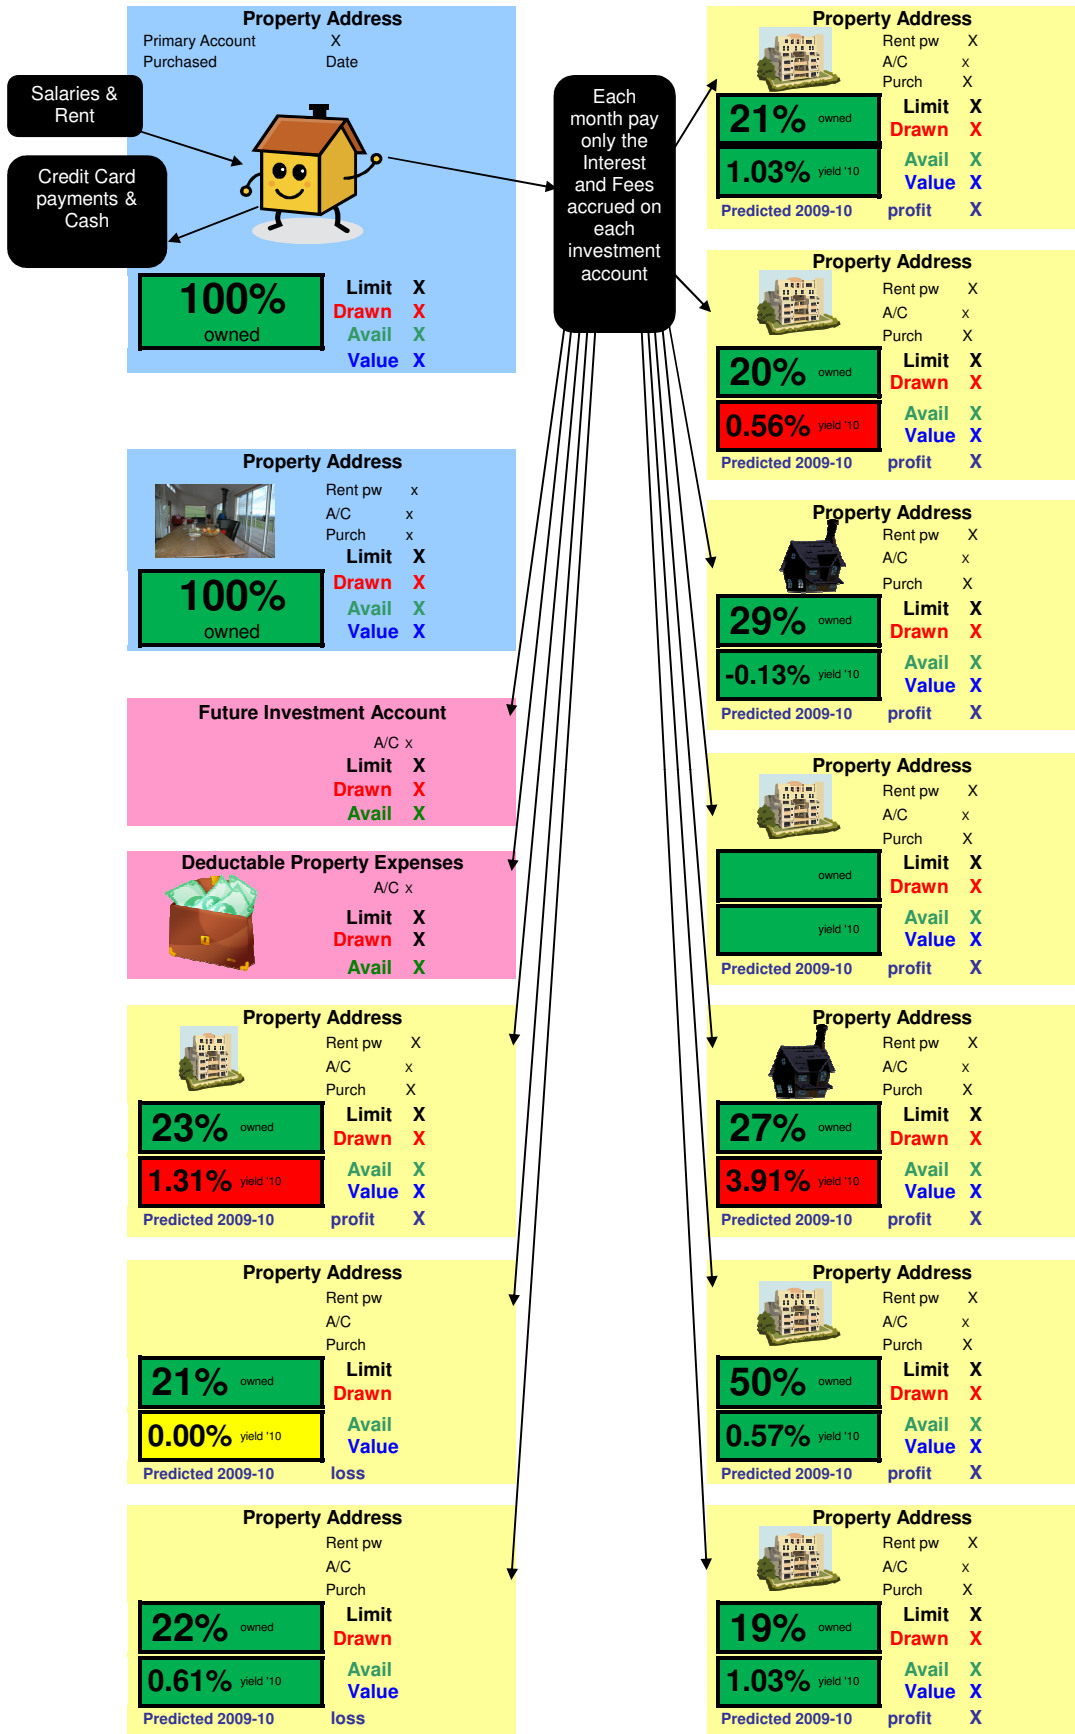 Property Address
Primary Account X
Purchased Date
Salaries &
Rent
Credit Card
payments &
Cash
100%
owned
Limit X
Drawn X
Avail X
Value X
Each
month pay
only the
Interest
and Fees
accrued on
each
investment
account
Property Address
Rent pw x
A/C x
Purch x
Limit X
100%
owned
Drawn X
Avail X
Value X
Future Investment Account
A/C x
Limit X
Drawn X
Avail X
Deductable Property Expenses
A/C x
Limit X
Drawn X
Avail X
Property Address
Rent pw X
A/C x
Purch X
23% owned
Limit X
Drawn X
1.31% yield '10
Avail X
Value X
Predicted 2009-10 profit X
Property Address
Rent pw
A/C
Purch
21% owned
Limit
Drawn
0.00% yield '10
Avail
Value
Predicted 2009-10 loss
Property Address
Rent pw
A/C
Purch
22% owned
Limit
Drawn
0.61% yield '10
Avail
Value
Predicted 2009-10 loss
Property Address
Rent pw X
A/C x
Purch X
21% owned
Limit X
Drawn X
1.03% yield '10
Avail X
Value X
Predicted 2009-10 profit X
Property Address
Rent pw X
A/C x
Purch X
20% owned
Limit X
Drawn X
0.56% yield '10
Avail X
Value X
Predicted 2009-10 profit X
Property Address
Rent pw X
A/C x
Purch X
29% owned
Limit X
Drawn X
-0.13% yield '10
Avail X
Value X
Predicted 2009-10 profit X
Property Address
Rent pw X
A/C x
Purch X
owned
Limit X
Drawn X
yield '10
Avail X
Value X
Predicted 2009-10 profit X
Property Address
Rent pw X
A/C x
Purch X
27% owned
Limit X
Drawn X
3.91% yield '10
Avail X
Value X
Predicted 2009-10 profit X
Property Address
Rent pw X
A/C x
Purch X
50% owned
Limit X
Drawn X
0.57% yield '10
Avail X
Value X
Predicted 2009-10 profit X
Property Address
Rent pw X
A/C x
Purch X
19% owned
Limit X
Drawn X
1.03% yield '10
Avail X
Value X
Predicted 2009-10 profit X